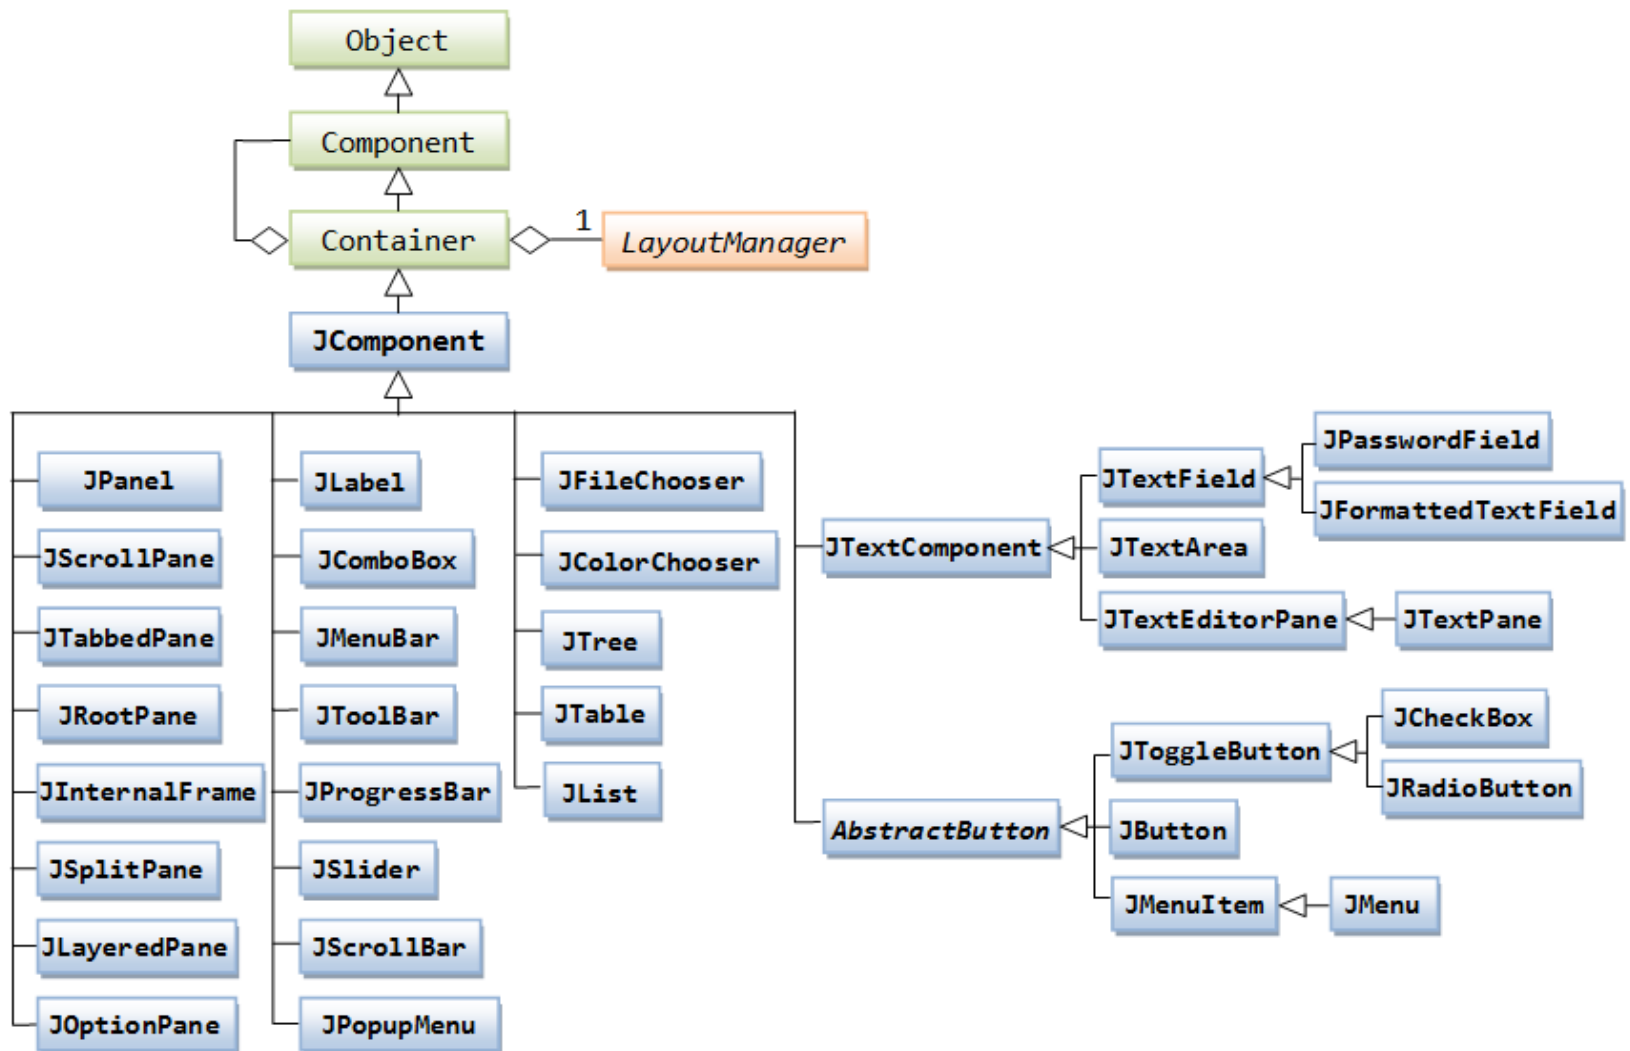 Object
Component
Container
1
LayoutManager
JComponent
JPanel
JScrollPane
JTabbedPane
JRootPane
JInternalFrame
JSplitPane
JLayeredPane
JOptionPane
JLabel
JComboBox
JMenuBar
JToolBar
JProgressBar
JSlider
JScrollBar
JPopupMenu
JFileChooser
JColorChooser
JTree
JTable
JList
JTextComponent
JTextField
JPasswordField
JFormattedTextField
JTextArea
JTextEditorPane
JTextPane
AbstractButton
JToggleButton
JCheckBox
JRadioButton
JButton
JMenuItem
JMenu